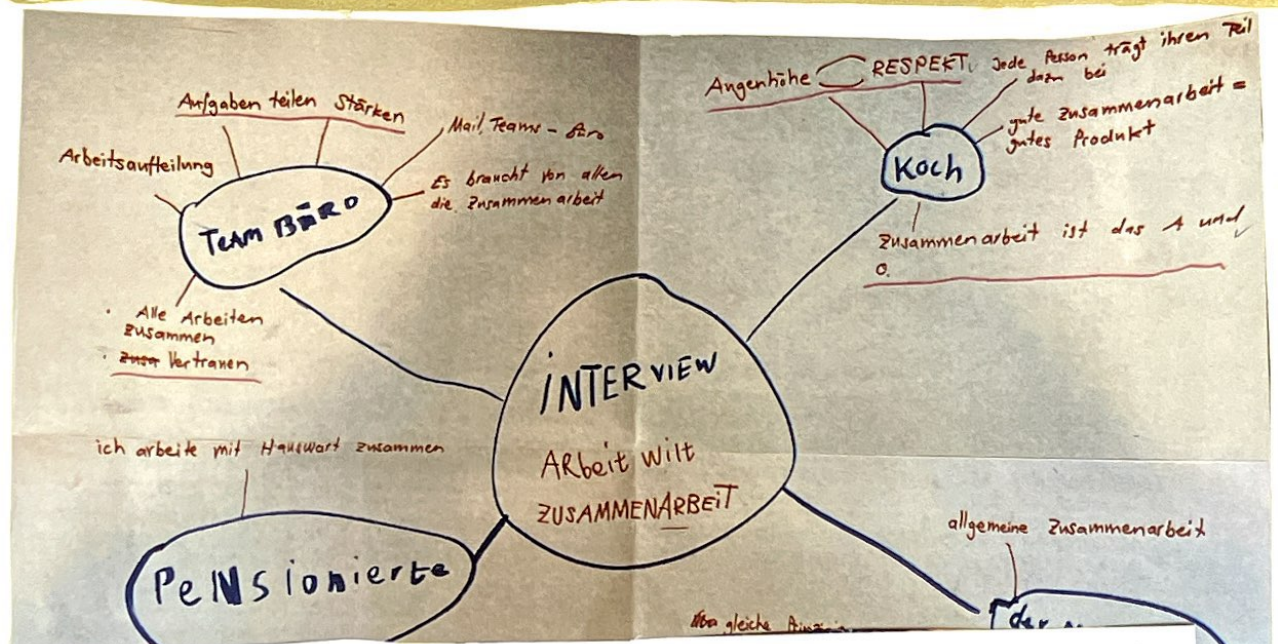 Aufgaben teilen Stärken
Arbeitsaufteilung
Mail, Teams - Büro
Es braucht von allen
die Zusammenarbeit
TEAM BÜRO
• Alle Arbeiten
zusammen
• Vertrauen
Augenhöhe RESPEKT
Jede Person trägt ihren Teil
dazu bei
gute Zusammenarbeit =
gutes Produkt
Koch
Zusammenarbeit ist das A und
O.
INTERVIEW
ARbeit Wilt
ZUSAMMENARBEIT
ich arbeite mit Hauswart zusammen
PeNsionierte
allgemeine Zusammenarbeit
der
gleiche